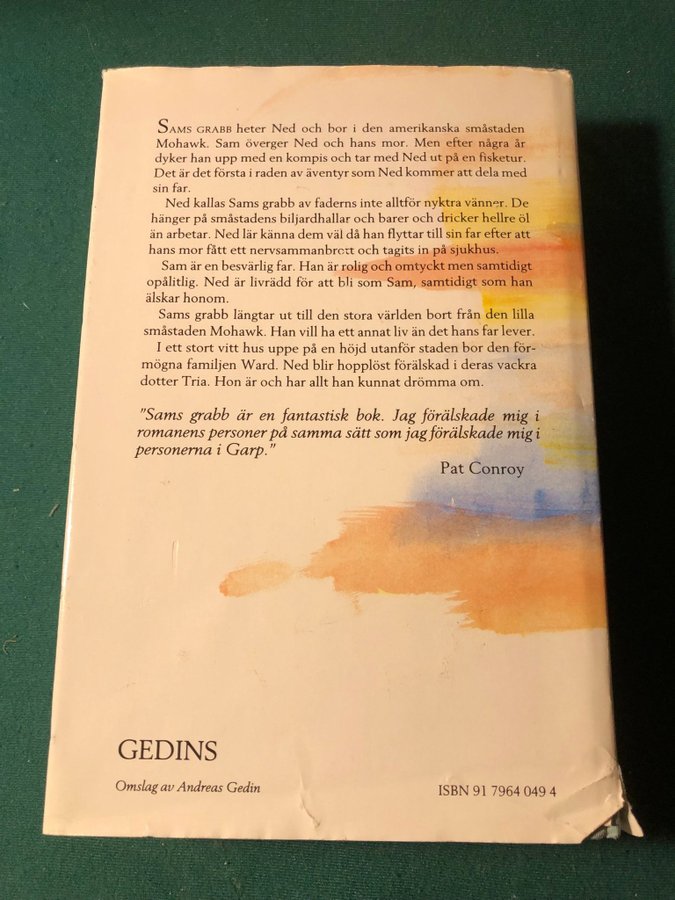 SAMS GRABB heter Ned och bor i den amerikanska småstaden
Mohawk. Sam överger Ned och hans mor. Men efter några år
dyker han upp med en kompis och tar med Ned ut på en fisketur.
Det är det första i raden av äventyr som Ned kommer att dela med
sin far.
Ned kallas Sams grabb av faderns inte alltför nyktra vänner. De
hänger på småstadens biljardhallar och barer och dricker hellre öl
än arbetar. Ned lär känna dem väl då han flyttar till sin far efter att
hans mor fått ett nervsammanbrott och tagits in på sjukhus.
Sam är en besvärlig far. Han är rolig och omtyckt men samtidigt
opålitlig. Ned är livrädd för att bli som Sam, samtidigt som han
älskar honom.
Sams grabb längtar ut till den stora världen bort från den lilla
småstaden Mohawk. Han vill ha ett annat liv än det hans far lever.
I ett stort vitt hus uppe på en höjd utanför staden bor den för-
mögna familjen Ward. Ned blir hopplöst förälskad i deras vackra
dotter Tria. Hon är och har allt han kunnat drömma om.
"Sams grabb är en fantastisk bok. Jag förälskade mig i
romanens personer på samma sätt som jag förälskade mig i
personerna i Garp."
Pat Conroy
GEDINS
Omslag av Andreas Gedin
ISBN 91 7964 049 4